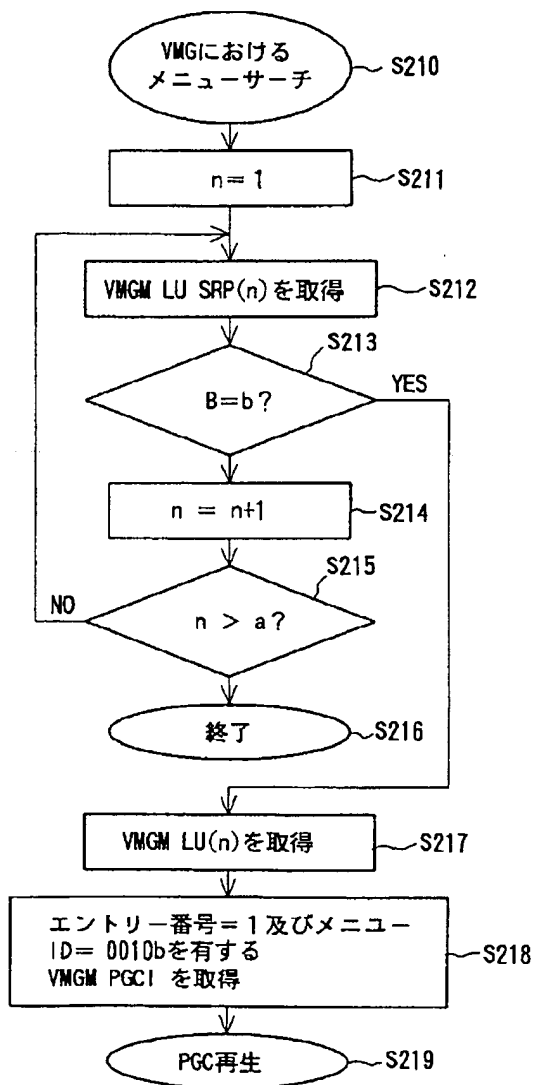 VMGにおける
メニューサーチ
S210
n=1
S211
VMGM LU SRP(n)を取得
S212
S213
B=b?
YES
n = n+1
S214
S215
NO
n > a?
終了
S216
VMGM LU(n)を取得
S217
エントリー番号=1及びメニュー
ID= 0010bを有する
VMGM PGCI を取得
S218
PGC再生
S219